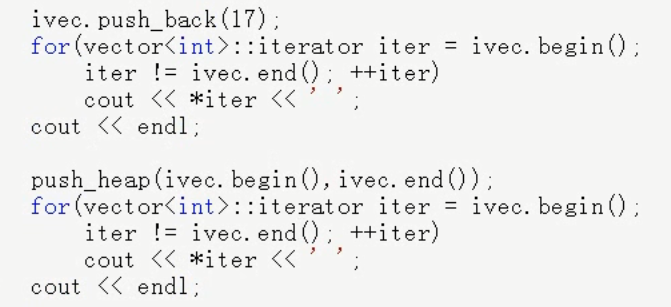 ivec.push_back(17);
for(vector<int>::iterator iter = ivec.begin();
iter != ivec.end(); ++iter)
cout << *iter << ' ';
cout << endl;
push_heap(ivec.begin(),ivec.end());
for(vector<int>::iterator iter = ivec.begin();
iter != ivec.end(); ++iter)
cout << *iter << ' ';
cout << endl;